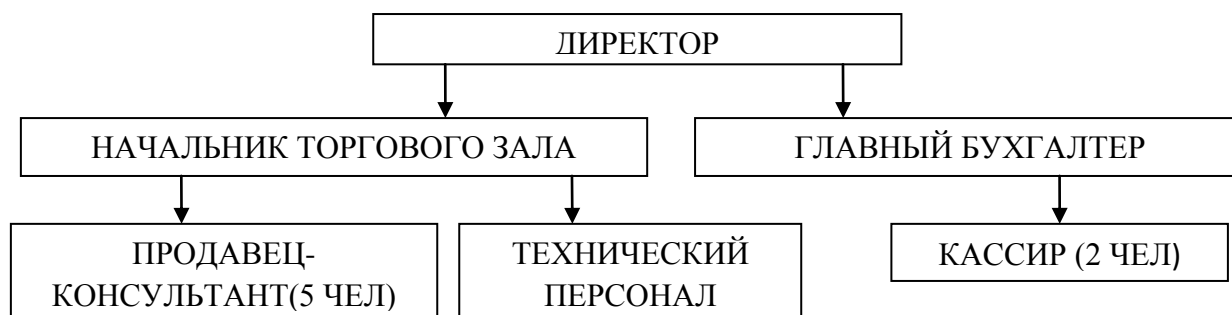 ДИРЕКТОР
НАЧАЛЬНИК ТОРГОВОГО ЗАЛА
ГЛАВНЫЙ БУХГАЛТЕР
ПРОДАВЕЦ-
КОНСУЛЬТАНТ(5 ЧЕЛ)
ТЕХНИЧЕСКИЙ
ПЕРСОНАЛ
КАССИР (2 ЧЕЛ)